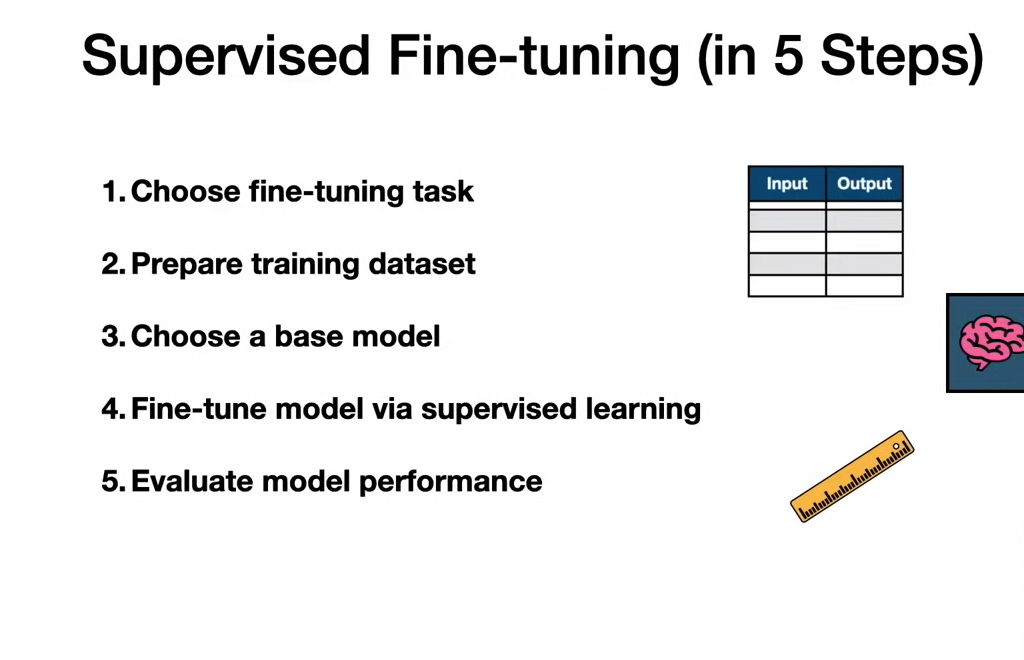 Supervised Fine-tuning (in 5 Steps)
1. Choose fine-tuning task
2. Prepare training dataset
3. Choose a base model
4. Fine-tune model via supervised learning
5. Evaluate model performance
Input Output